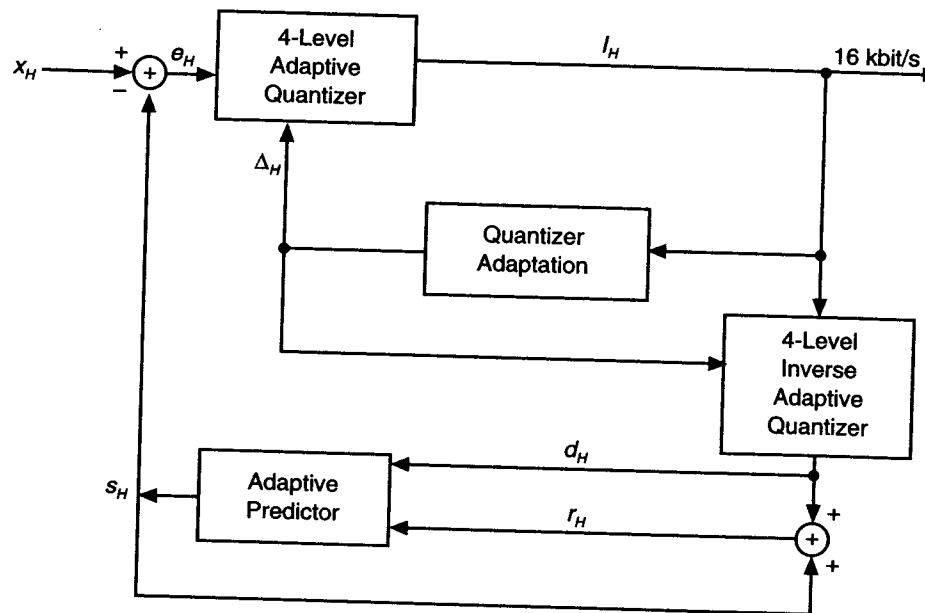 x_H
+
−
+
e_H
4-Level
Adaptive
Quantizer
I_H
16 kbit/s
Δ_H
Quantizer
Adaptation
4-Level
Inverse
Adaptive
Quantizer
d_H
s_H
Adaptive
Predictor
r_H
+
+
+